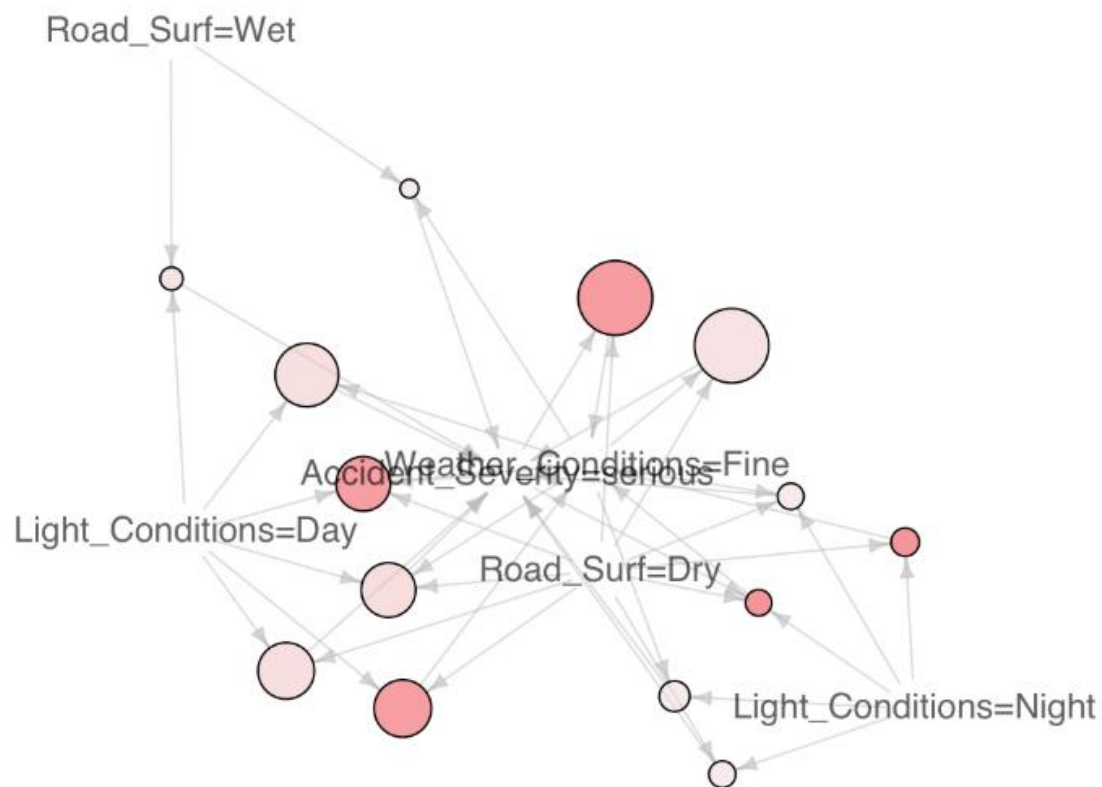 Road_Surf=Wet
Weather_Conditions=Fine
Accident_Severity=serious
Light_Conditions=Day
Road_Surf=Dry
Light_Conditions=Night